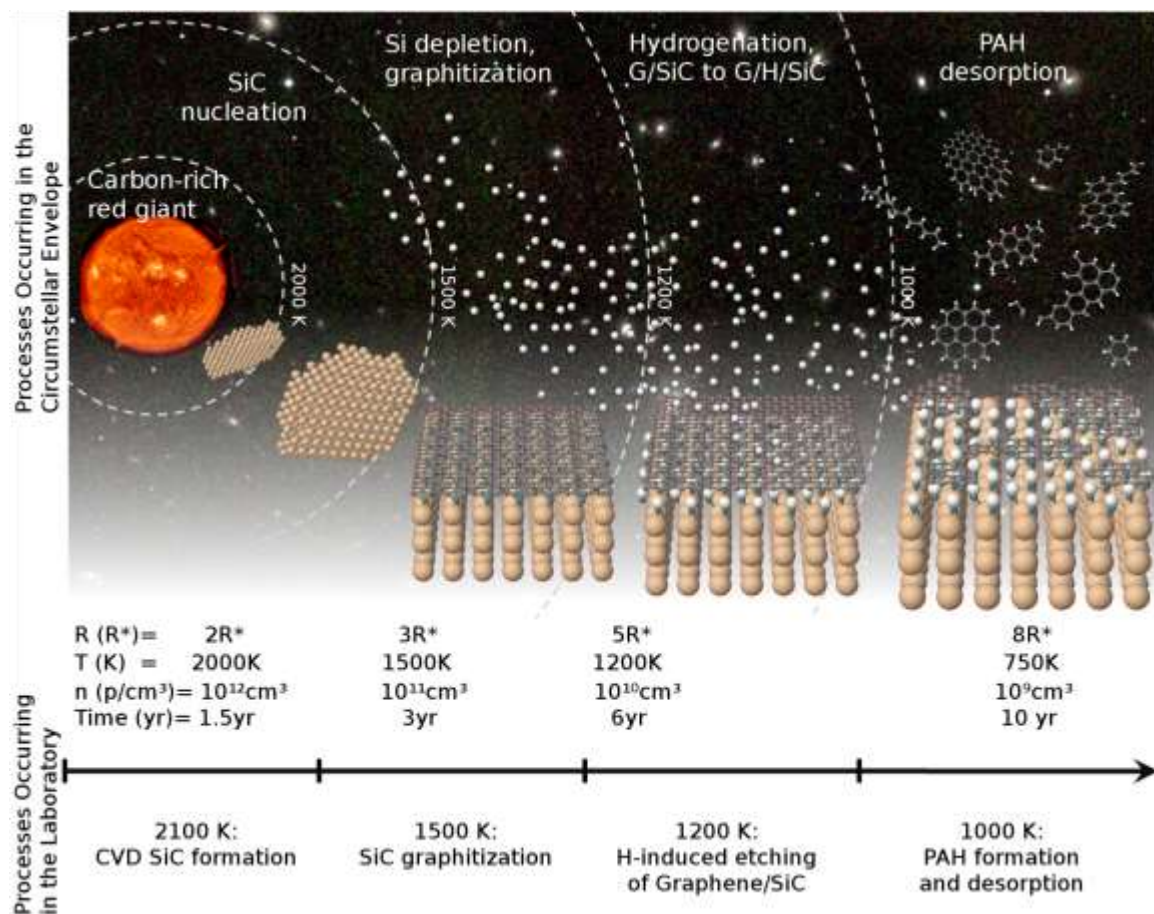 Processes Occurring in the
Circumstellar Envelope
Carbon-rich
red giant
SiC
nucleation
Si depletion,
graphitization
Hydrogenation,
G/SiC to G/H/SiC
PAH
desorption
2000 K
1500 K
1200 K
1000 K
R (R*)= 2R* 3R* 5R* 8R*
T (K) = 2000K 1500K 1200K 750K
n (p/cm³)= 10¹²cm³ 10¹¹cm³ 10¹⁰cm³ 10⁹cm³
Time (yr)= 1.5yr 3yr 6yr 10 yr
Processes Occurring
in the Laboratory
2100 K:
CVD SiC formation
1500 K:
SiC graphitization
1200 K:
H-induced etching
of Graphene/SiC
1000 K:
PAH formation
and desorption